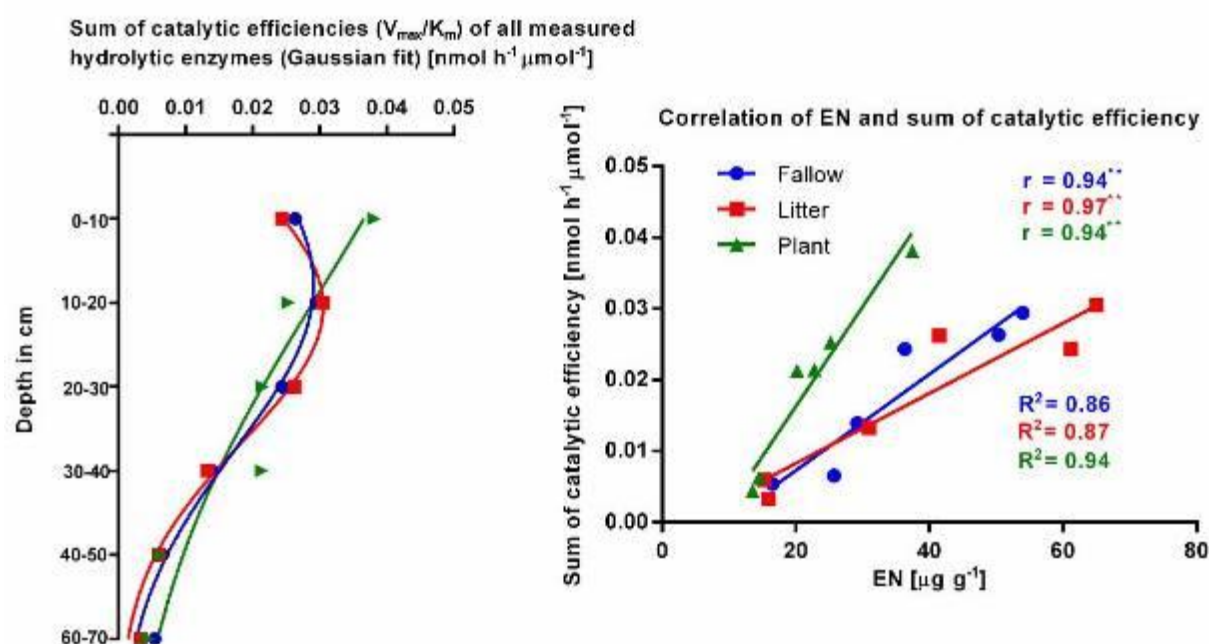 Sum of catalytic efficiencies (Vmax/Km) of all measured
hydrolytic enzymes (Gaussian fit) [nmol h-1 μmol-1]
0.00 0.01 0.02 0.03 0.04 0.05
Depth in cm
0-10
10-20
20-30
30-40
40-50
60-70
Correlation of EN and sum of catalytic efficiency
Sum of catalytic efficiency [nmol h-1 μmol-1]
0.05
0.04
0.03
0.02
0.01
0.00
Fallow
Litter
Plant
r = 0.94**
r = 0.97**
r = 0.94**
R2 = 0.86
R2 = 0.87
R2 = 0.94
0 20 40 60 80
EN [μg g-1]